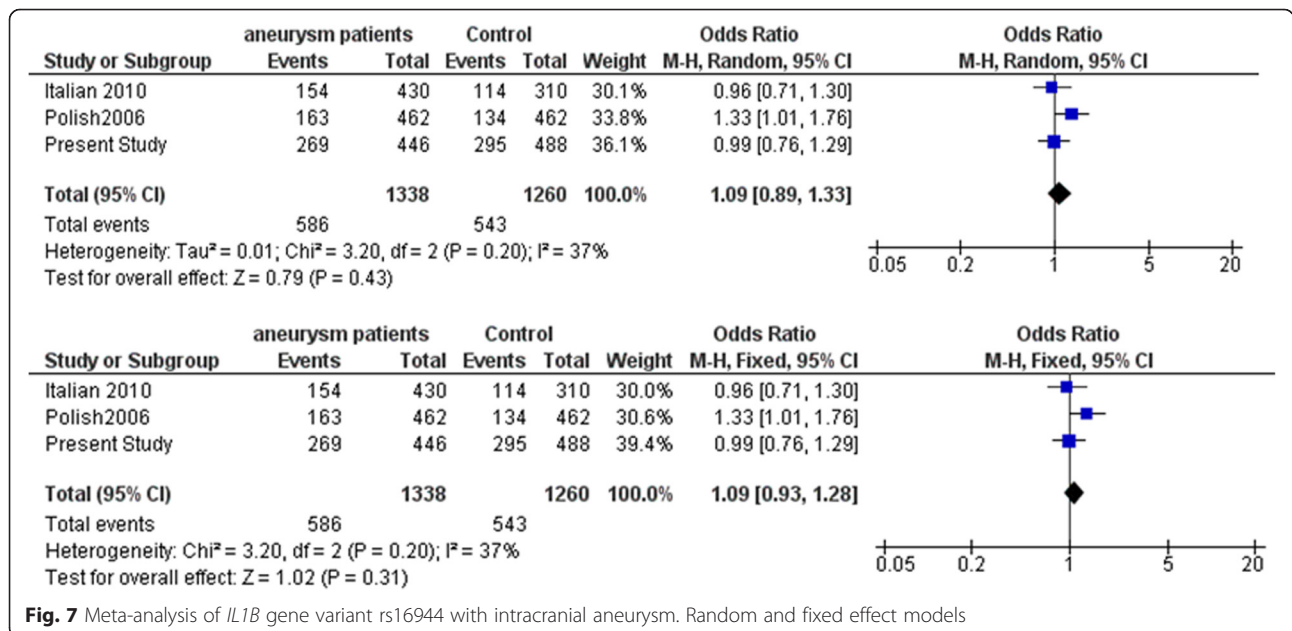 aneurysm patients Control Odds Ratio Odds Ratio
Study or Subgroup Events Total Events Total Weight M-H, Random, 95% CI M-H, Random, 95% CI
Italian 2010 154 430 114 310 30.1% 0.96 [0.71, 1.30]
Polish2006 163 462 134 462 33.8% 1.33 [1.01, 1.76]
Present Study 269 446 295 488 36.1% 0.99 [0.76, 1.29]
Total (95% CI) 1338 1260 100.0% 1.09 [0.89, 1.33]
Total events 586 543
Heterogeneity: Tau² = 0.01; Chi² = 3.20, df = 2 (P = 0.20); I² = 37%
Test for overall effect: Z = 0.79 (P = 0.43)
0.05 0.2 1 5 20
aneurysm patients Control Odds Ratio Odds Ratio
Study or Subgroup Events Total Events Total Weight M-H, Fixed, 95% CI M-H, Fixed, 95% CI
Italian 2010 154 430 114 310 30.0% 0.96 [0.71, 1.30]
Polish2006 163 462 134 462 30.6% 1.33 [1.01, 1.76]
Present Study 269 446 295 488 39.4% 0.99 [0.76, 1.29]
Total (95% CI) 1338 1260 100.0% 1.09 [0.93, 1.28]
Total events 586 543
Heterogeneity: Chi² = 3.20, df = 2 (P = 0.20); I² = 37%
Test for overall effect: Z = 1.02 (P = 0.31)
0.05 0.2 1 5 20
Fig. 7 Meta-analysis of IL1B gene variant rs16944 with intracranial aneurysm. Random and fixed effect models